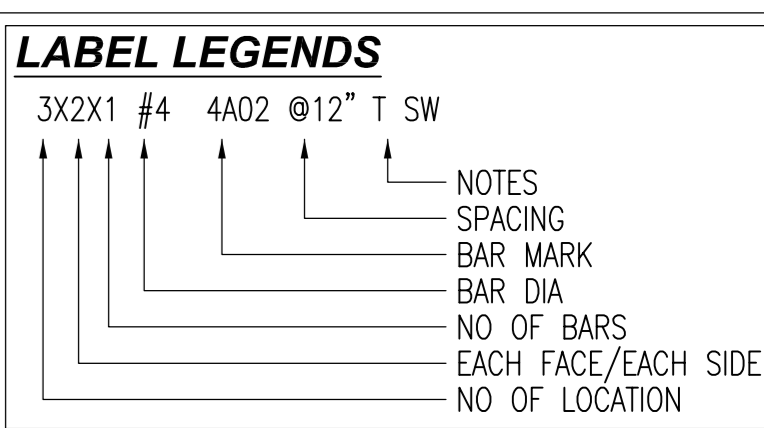 LABEL LEGENDS
3X2X1 #4 4A02 @12” T SW
NOTES
SPACING
BAR MARK
BAR DIA
NO OF BARS
EACH FACE/EACH SIDE
NO OF LOCATION